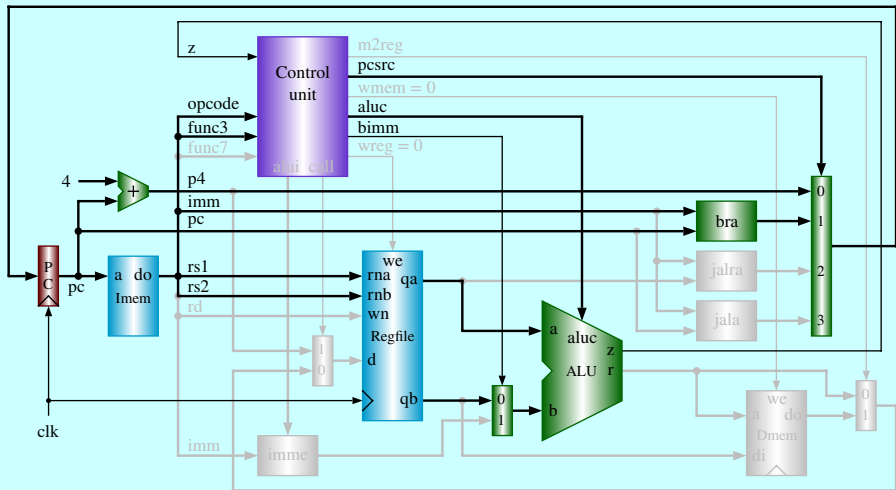 z
m2reg
Control
unit
pcsrc
wmem = 0
opcode
aluc
func3
bimm
func7
wreg = 0
alui call
4
+
p4
0
imm
bra
1
pc
P
C
pc
a do
Imem
rs1
rs2
rd
we
rna
qa
rnb
wn
Regfile
d
qb
jalra
2
jala
3
1
0
a
aluc
z
ALU
r
b
0
1
we
a
do
Dmem
di
0
1
clk
imm
imme